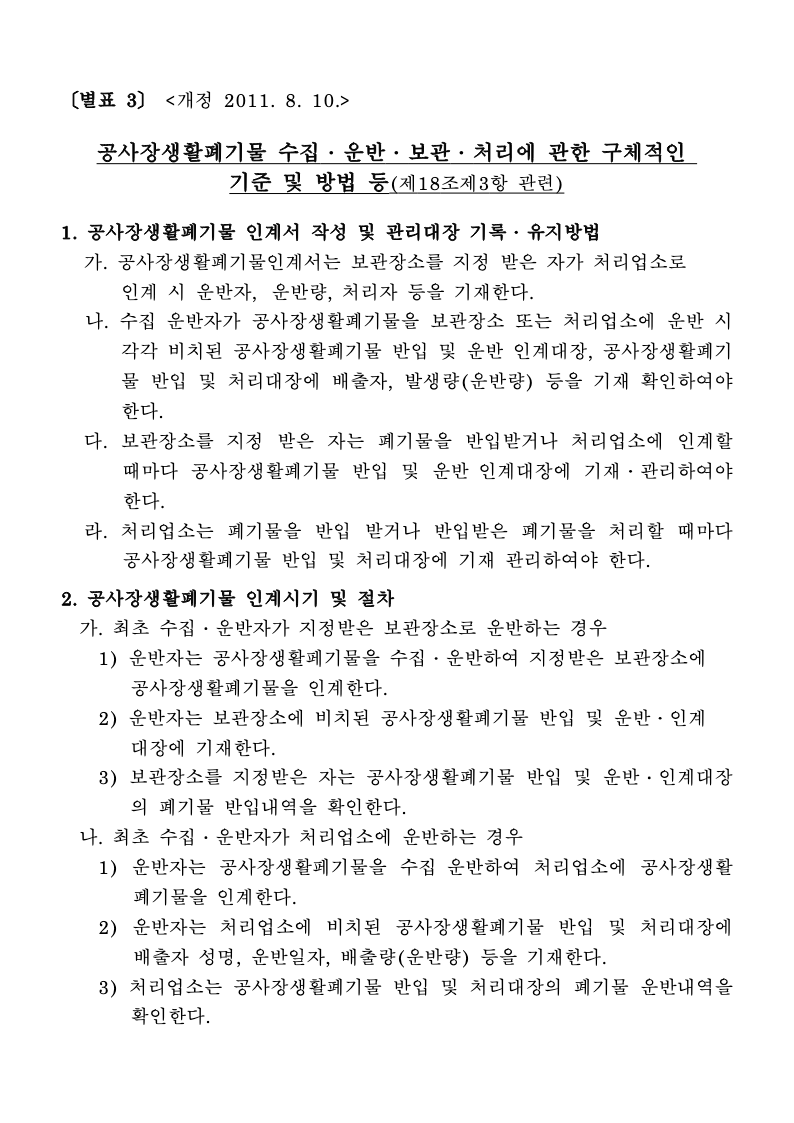 〔별표 3〕 <개정 2011. 8. 10.>
공사장생활폐기물 수집·운반·보관·처리에 관한 구체적인
기준 및 방법 등(제18조제3항 관련)
1. 공사장생활폐기물 인계서 작성 및 관리대장 기록·유지방법
가. 공사장생활폐기물인계서는 보관장소를 지정 받은 자가 처리업소로
인계 시 운반자, 운반량, 처리자 등을 기재한다.
나. 수집 운반자가 공사장생활폐기물을 보관장소 또는 처리업소에 운반 시
각각 비치된 공사장생활폐기물 반입 및 운반 인계대장, 공사장생활폐기
물 반입 및 처리대장에 배출자, 발생량(운반량) 등을 기재 확인하여야
한다.
다. 보관장소를 지정 받은 자는 폐기물을 반입받거나 처리업소에 인계할
때마다 공사장생활폐기물 반입 및 운반 인계대장에 기재·관리하여야
한다.
라. 처리업소는 폐기물을 반입 받거나 반입받은 폐기물을 처리할 때마다
공사장생활폐기물 반입 및 처리대장에 기재 관리하여야 한다.
2. 공사장생활폐기물 인계시기 및 절차
가. 최초 수집·운반자가 지정받은 보관장소로 운반하는 경우
1) 운반자는 공사장생활폐기물을 수집·운반하여 지정받은 보관장소에
공사장생활폐기물을 인계한다.
2) 운반자는 보관장소에 비치된 공사장생활폐기물 반입 및 운반·인계
대장에 기재한다.
3) 보관장소를 지정받은 자는 공사장생활폐기물 반입 및 운반·인계대장
의 폐기물 반입내역을 확인한다.
나. 최초 수집·운반자가 처리업소에 운반하는 경우
1) 운반자는 공사장생활폐기물을 수집 운반하여 처리업소에 공사장생활
폐기물을 인계한다.
2) 운반자는 처리업소에 비치된 공사장생활폐기물 반입 및 처리대장에
배출자 성명, 운반일자, 배출량(운반량) 등을 기재한다.
3) 처리업소는 공사장생활폐기물 반입 및 처리대장의 폐기물 운반내역을
확인한다.